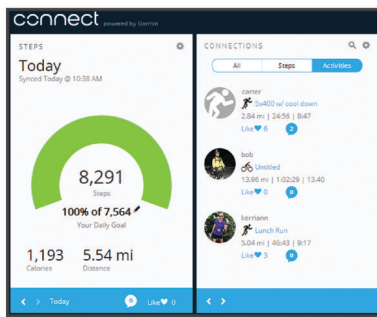 connect powered by Garmin
STEPS
Today
Synced Today @ 10:38 AM
8,291
Steps
100% of 7,564
Your Daily Goal
1,193
Calories
5.54 mi
Distance
Today
0
Like 0
CONNECTIONS
All Steps Activities
carter
5x400 w/ cool down
2.84 mi | 24:56 | 8:47
Like 6 2
bob
Untitled
13.96 mi | 1:02:29 | 13.40
Like 0 0
kerriann
Lunch Run
5.04 mi | 46:43 | 9:17
Like 3 0